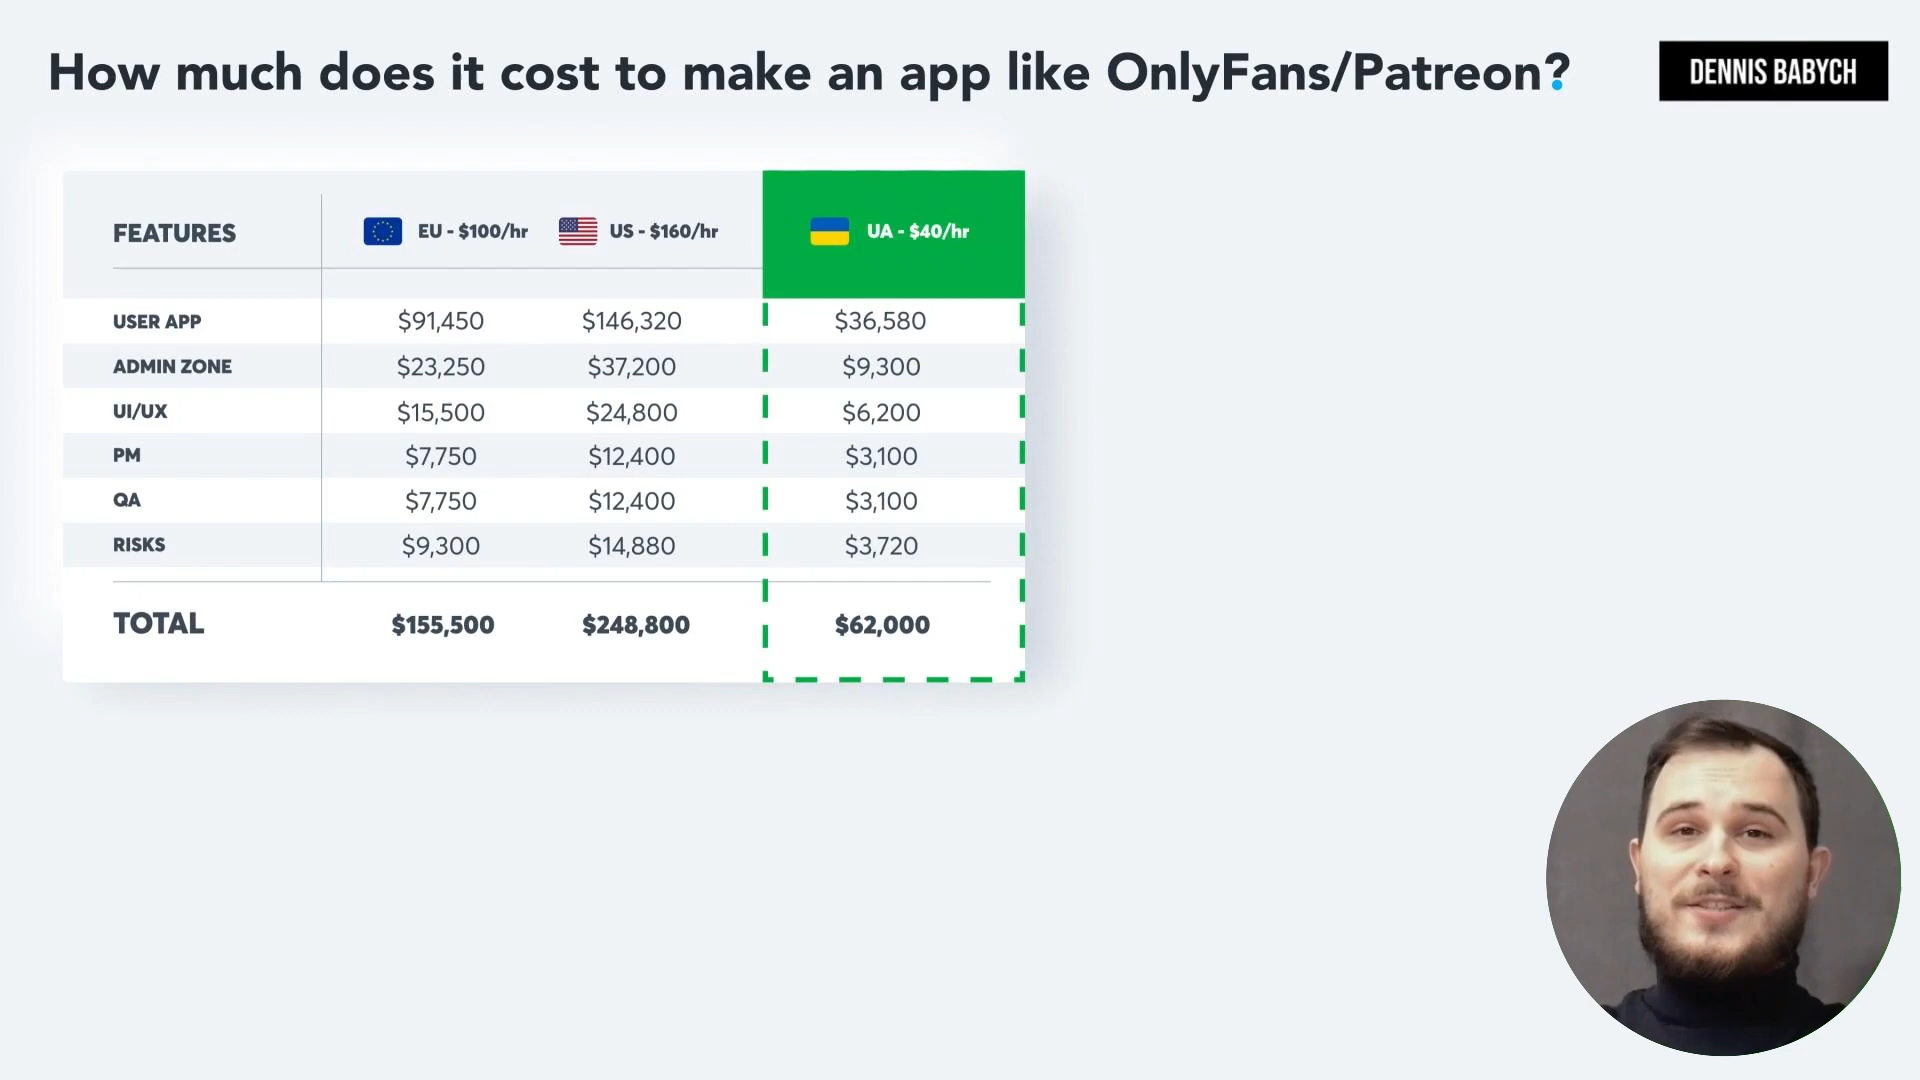 How much does it cost to make an app like OnlyFans/Patreon?
DENNIS BABYCH
FEATURES EU - $100/hr US - $160/hr UA - $40/hr
USER APP $91,450 $146,320 $36,580
ADMIN ZONE $23,250 $37,200 $9,300
UI/UX $15,500 $24,800 $6,200
PM $7,750 $12,400 $3,100
QA $7,750 $12,400 $3,100
RISKS $9,300 $14,880 $3,720
TOTAL $155,500 $248,800 $62,000